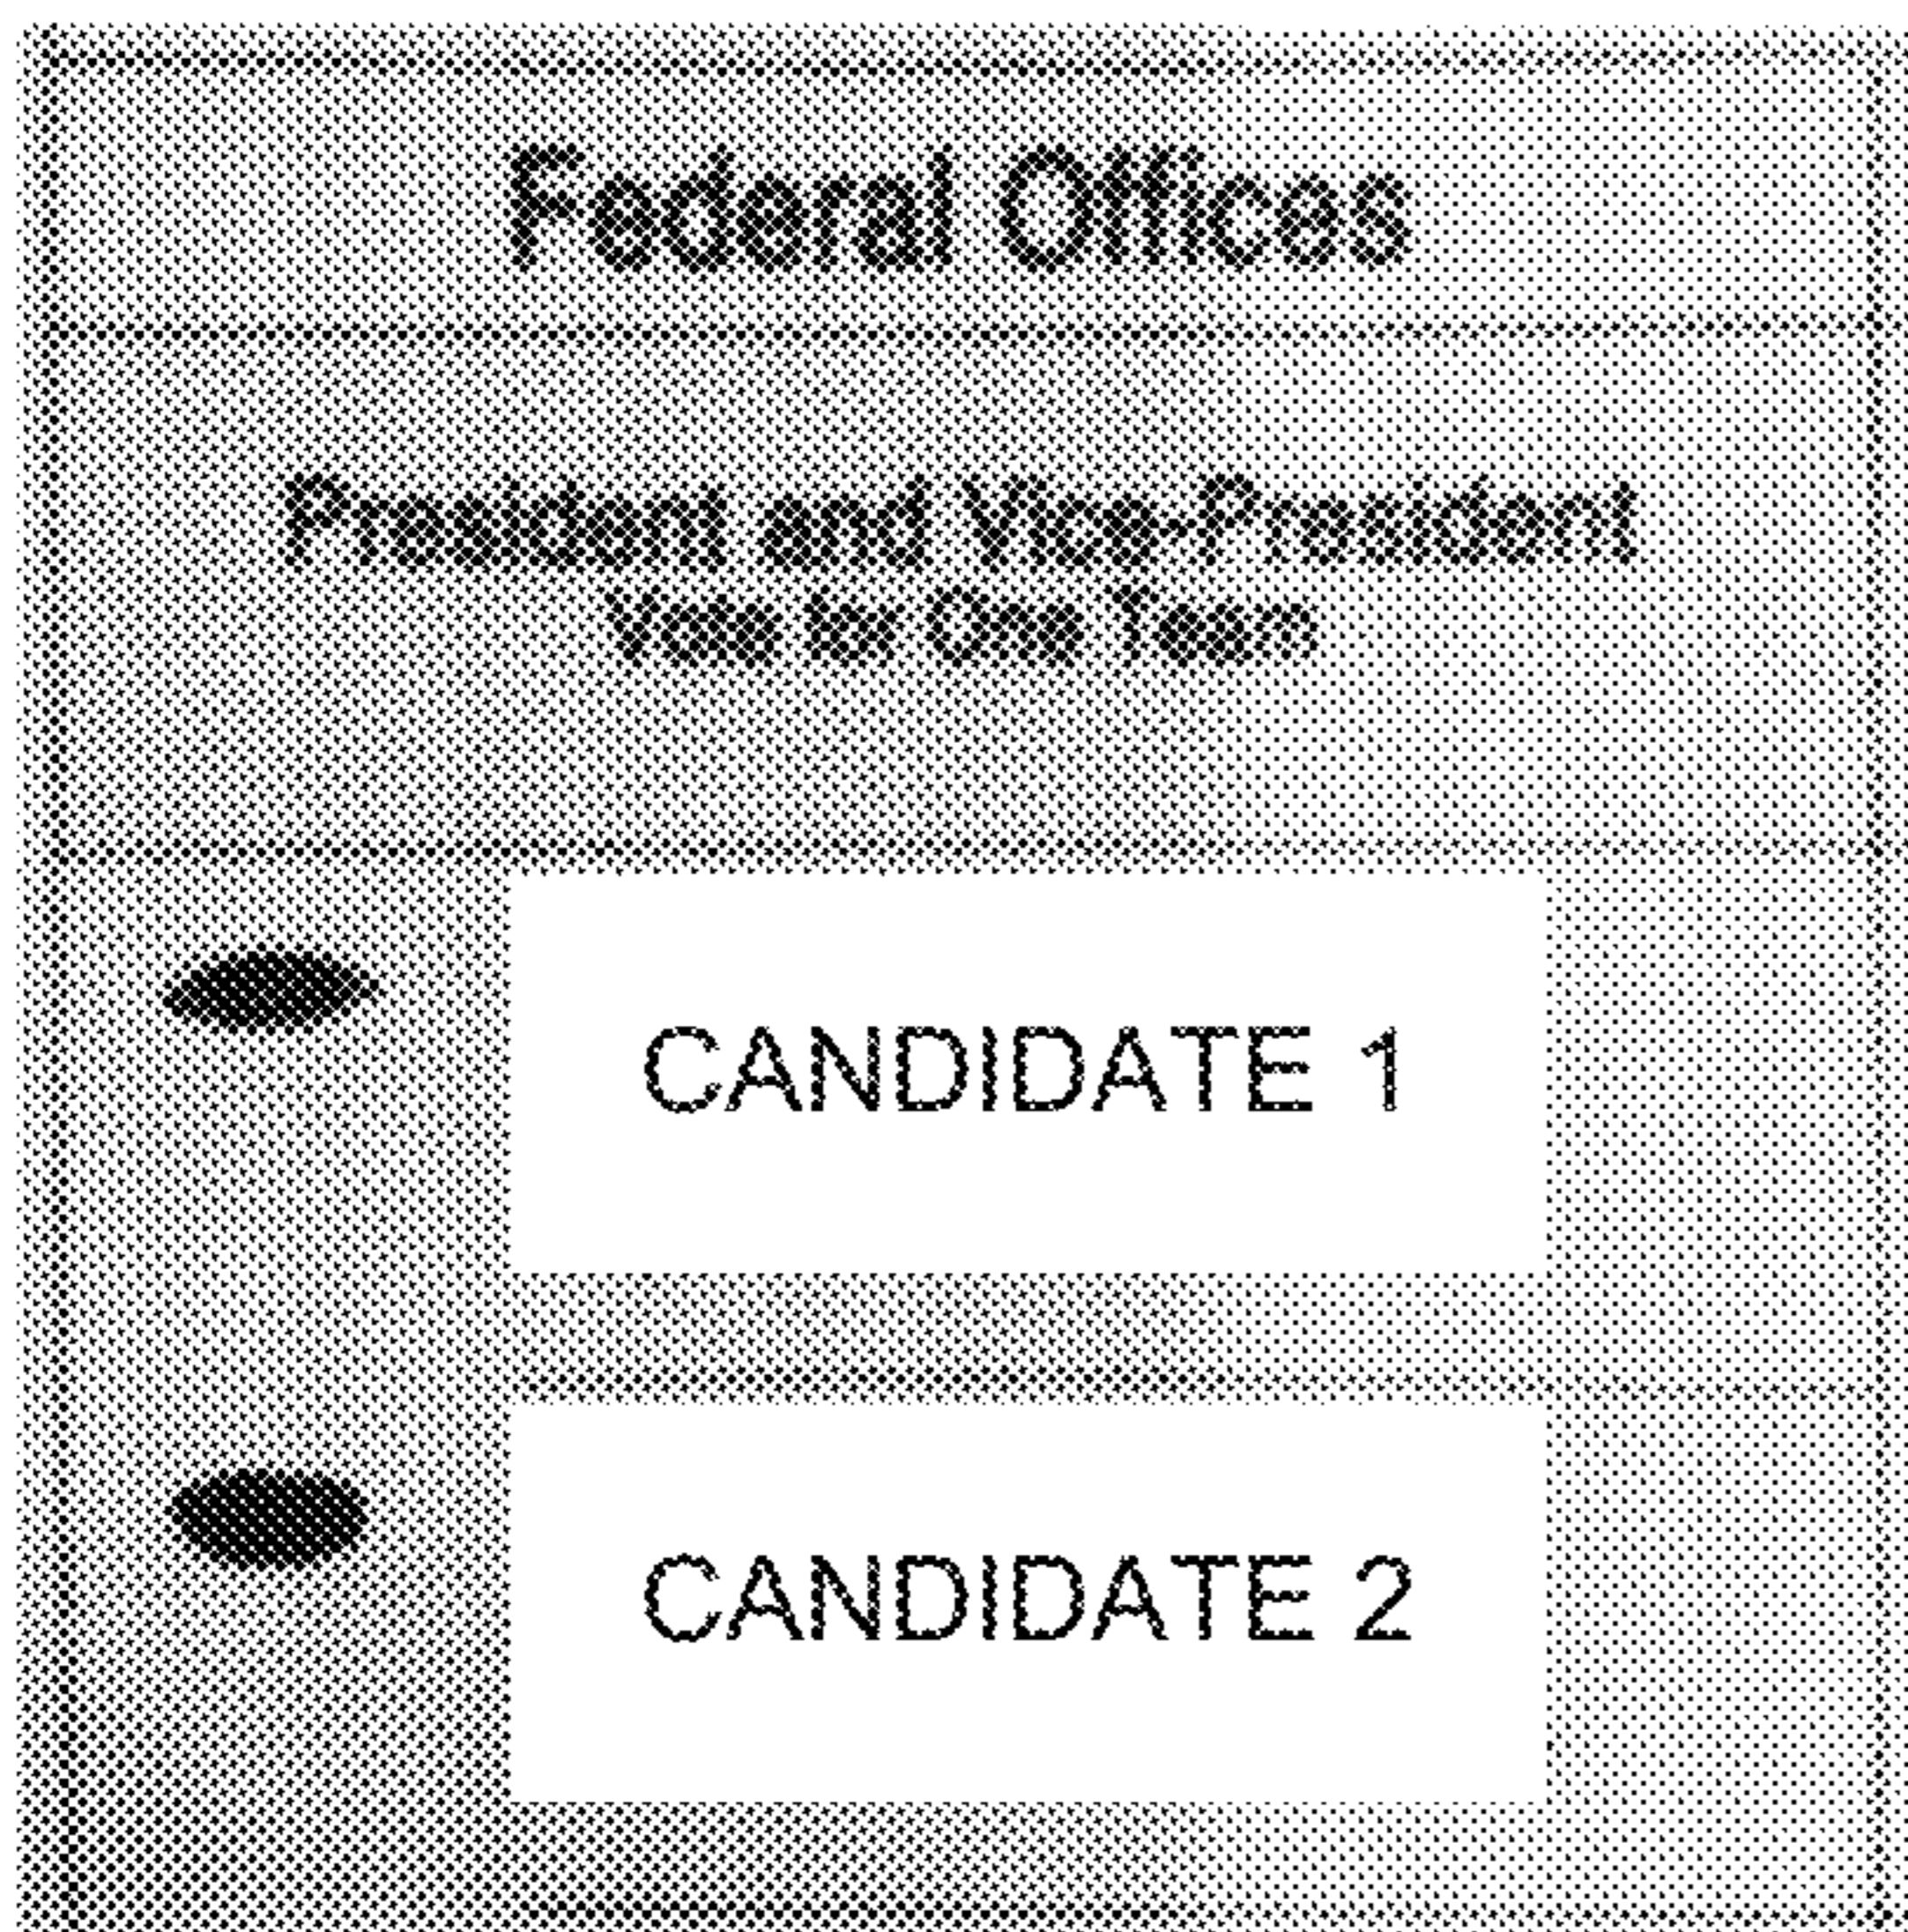 Federal Offices
President and Vice-President
Vote for One Team
CANDIDATE 1
CANDIDATE 2